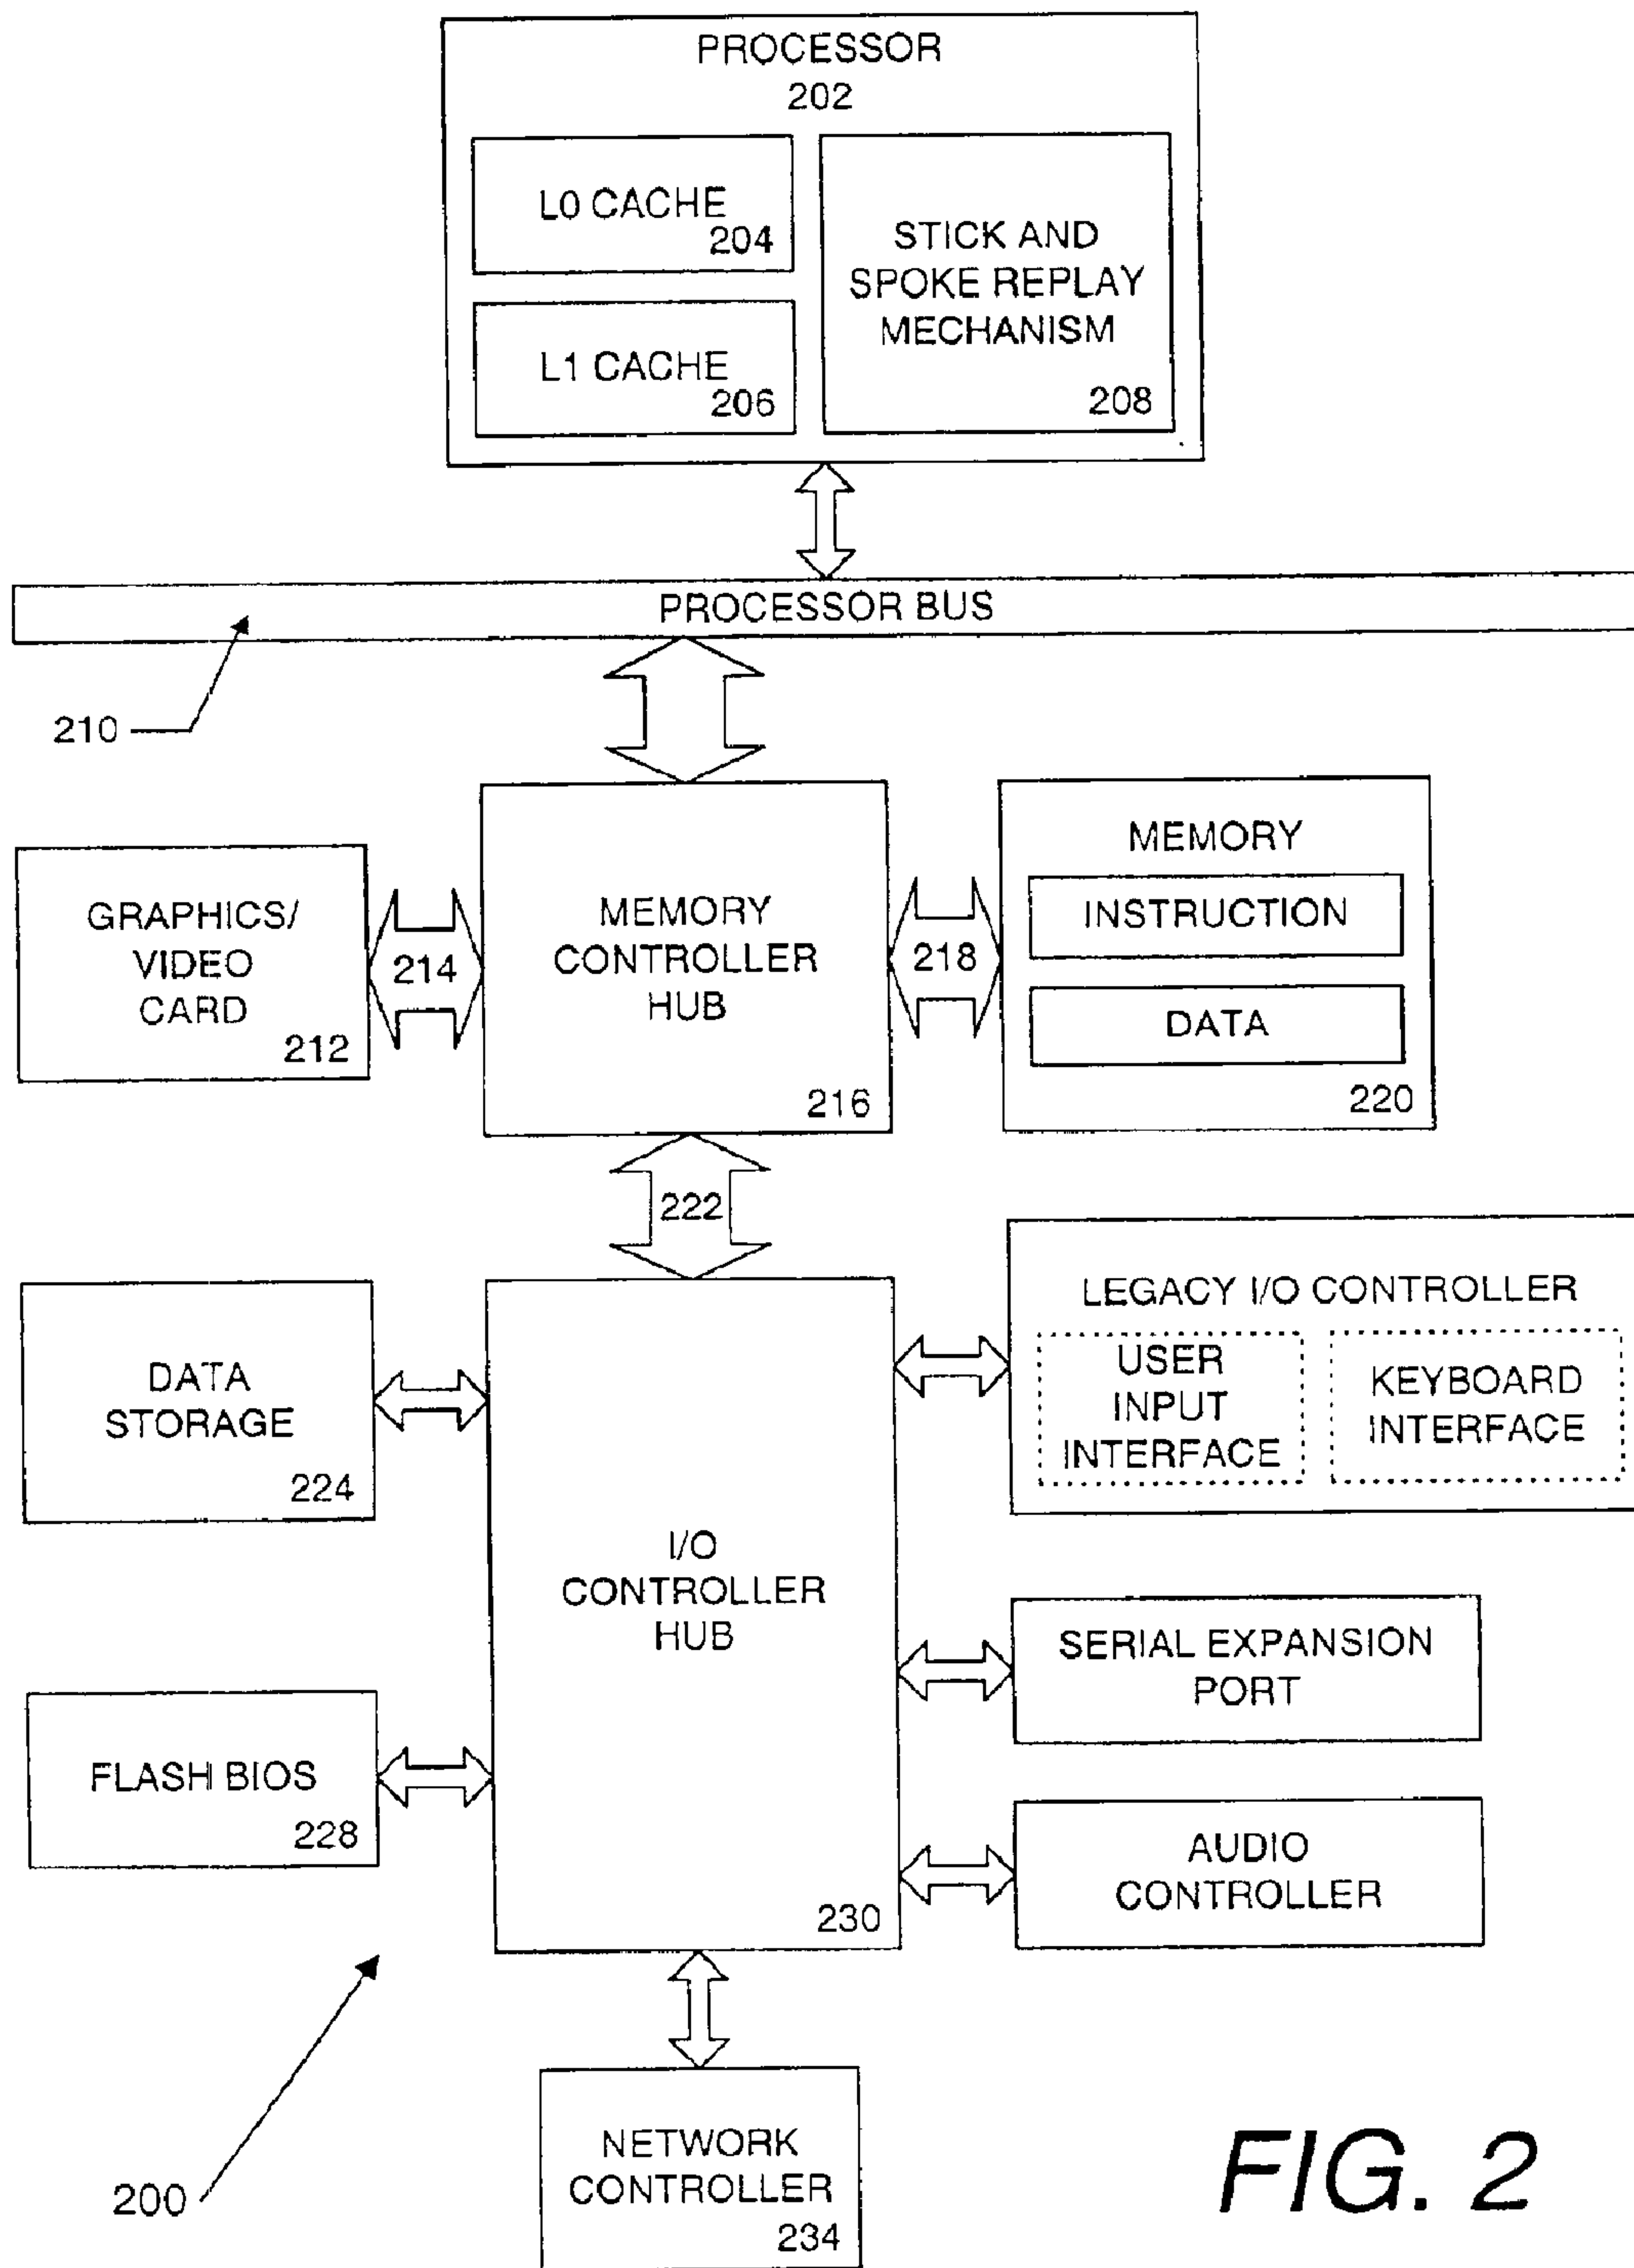 PROCESSOR
202
L0 CACHE
204
L1 CACHE
206
STICK AND
SPOKE REPLAY
MECHANISM
208
PROCESSOR BUS
210
GRAPHICS/
VIDEO
CARD
212
214
MEMORY
CONTROLLER
HUB
216
218
MEMORY
INSTRUCTION
DATA
220
222
DATA
STORAGE
224
LEGACY I/O CONTROLLER
USER
INPUT
INTERFACE
KEYBOARD
INTERFACE
I/O
CONTROLLER
HUB
230
SERIAL EXPANSION
PORT
FLASH BIOS
228
AUDIO
CONTROLLER
NETWORK
CONTROLLER
234
200
FIG. 2